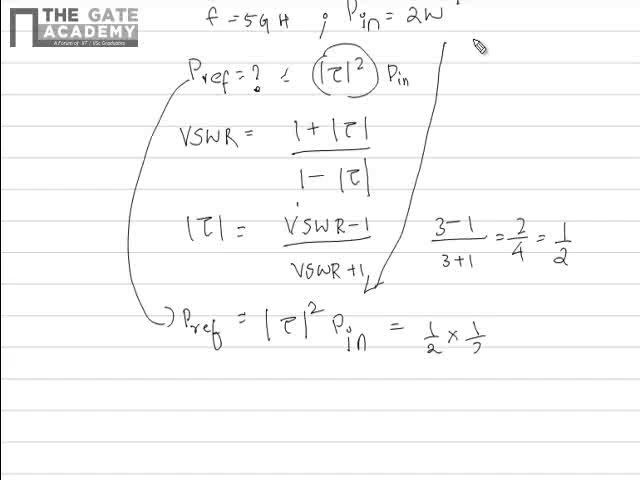 THE GATE
ACADEMY
A Forum of IIT / IISc Graduates
f = 5 G H ; Pin = 2W
Pref = ? = |τ|² Pin
VSWR = 1 + |τ| / 1 - |τ|
|τ| = VSWR - 1 / VSWR + 1
3 - 1 / 3 + 1 = 2/4 = 1/2
Pref = |τ|² Pin = 1/2 × 1/2